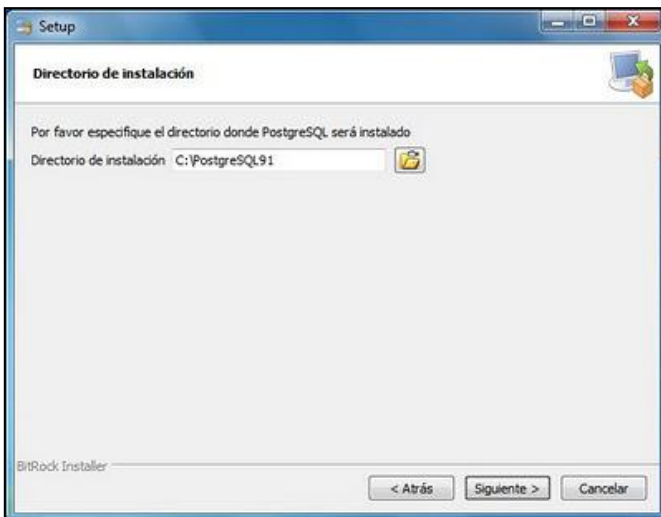 Setup
Directorio de instalación
Por favor especifique el directorio donde PostgreSQL será instalado
Directorio de instalación C:\PostgreSQL91
BitRock Installer
< Atrás Siguiente > Cancelar